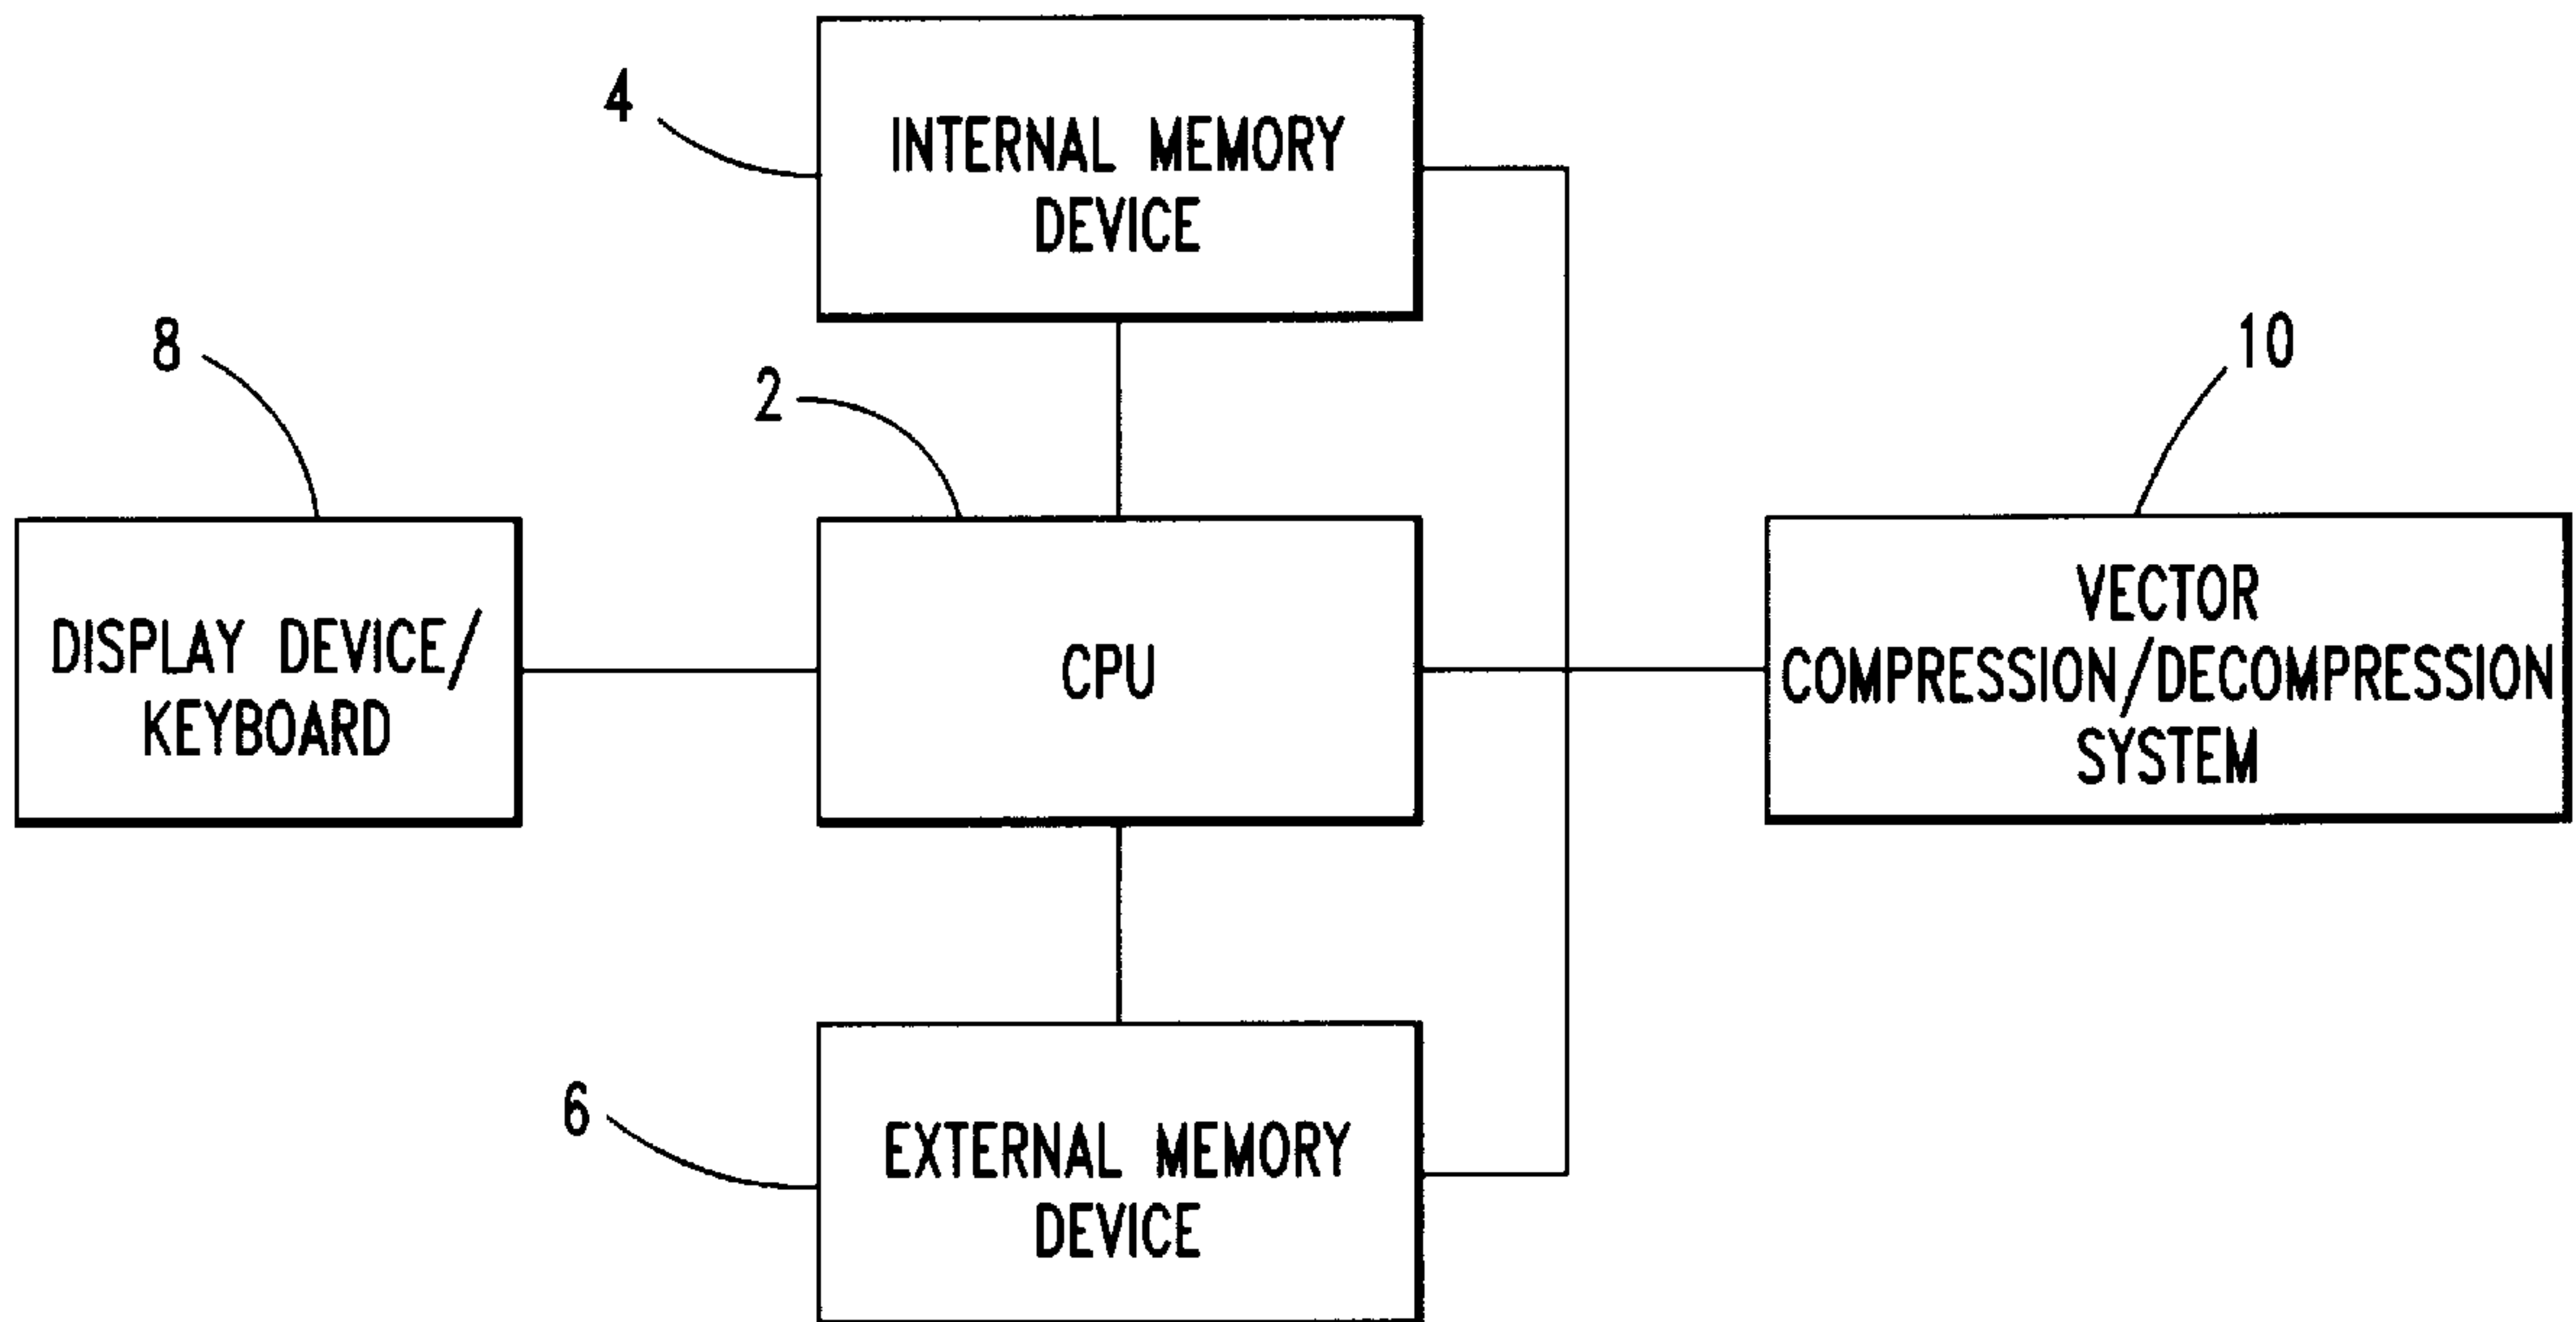 4
INTERNAL MEMORY
DEVICE
8
2
10
DISPLAY DEVICE/
KEYBOARD
CPU
VECTOR
COMPRESSION/DECOMPRESSION
SYSTEM
6
EXTERNAL MEMORY
DEVICE